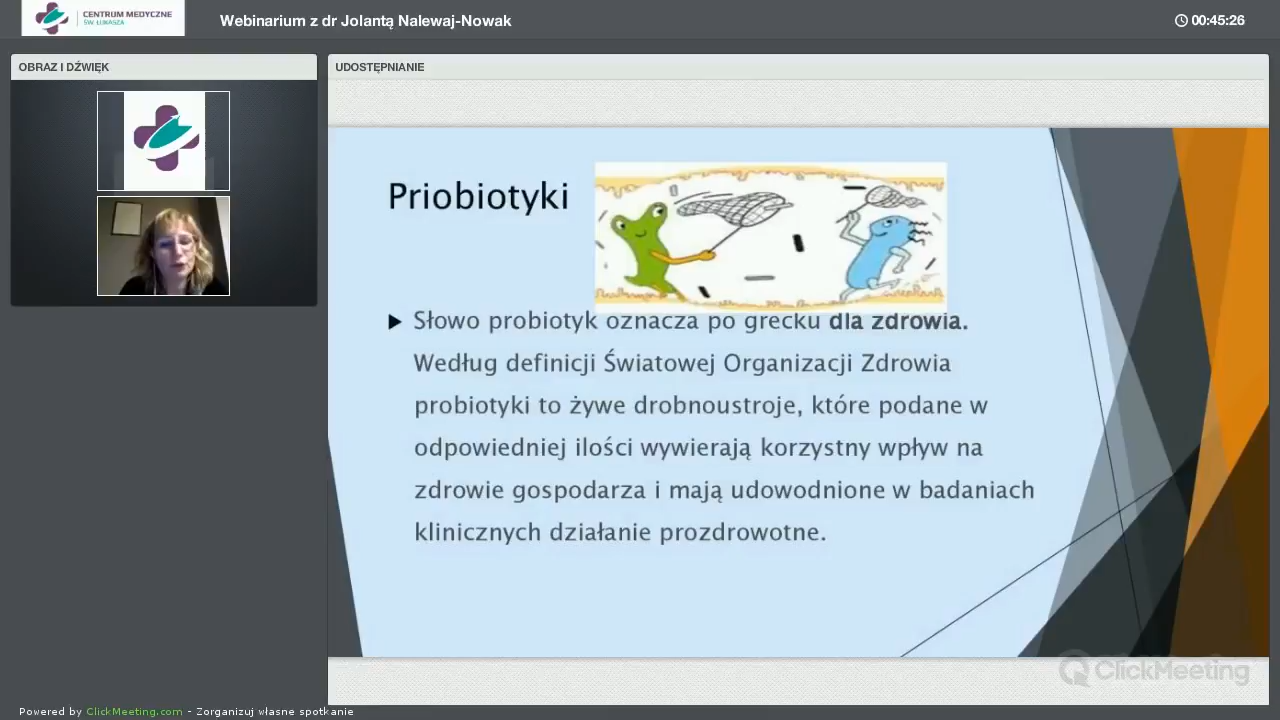 CENTRUM MEDYCZNE
ŚW. ŁUKASZA
Webinarium z dr Jolantą Nalewaj-Nowak
00:45:26
OBRAZ I DŹWIĘK
UDOSTĘPNIANIE
Priobiotyki
Słowo probiotyk oznacza po grecku dla zdrowia.
Według definicji Światowej Organizacji Zdrowia
probiotyki to żywe drobnoustroje, które podane w
odpowiedniej ilości wywierają korzystny wpływ na
zdrowie gospodarza i mają udowodnione w badaniach
klinicznych działanie prozdrowotne.
ClickMeeting
Powered by ClickMeeting.com - Zorganizuj własne spotkanie